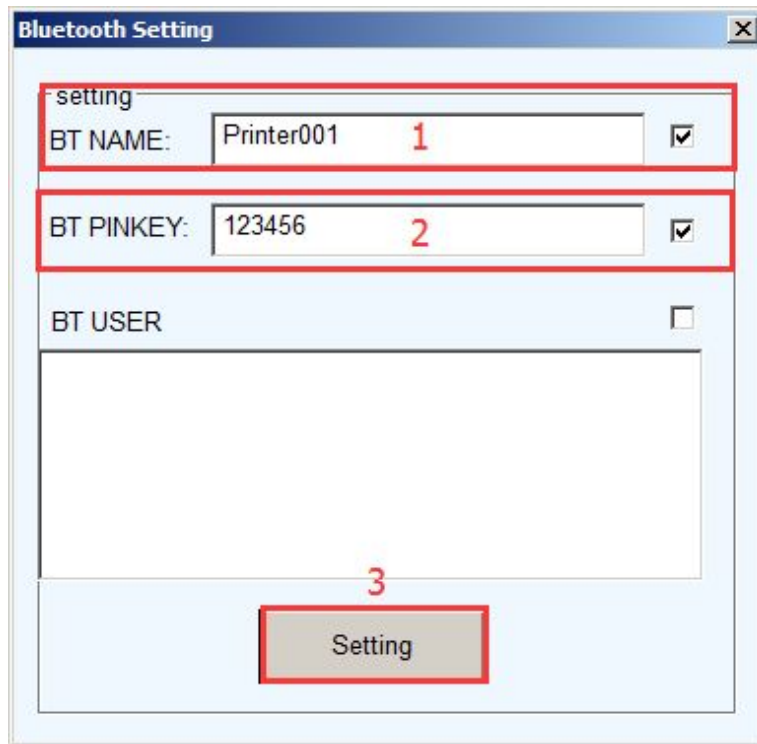 Bluetooth Setting
setting
BT NAME: Printer001 1
BT PINKEY: 123456 2
BT USER
3
Setting